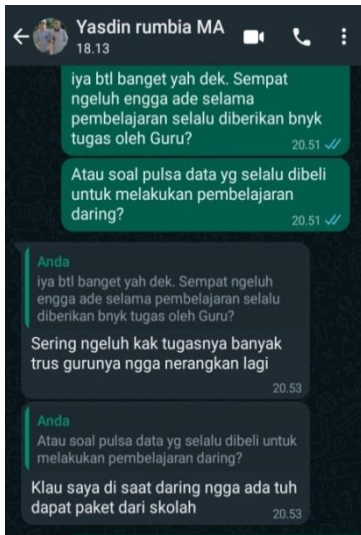 Yasdin rumbia MA
18.13
iya btl banget yah dek. Sempat
ngeluh engga ade selama
pembelajaran selalu diberikan bnyk
tugas oleh Guru?
20.51
Atau soal pulsa data yg selalu dibeli
untuk melakukan pembelajaran
daring?
20.51
Anda
iya btl banget yah dek. Sempat ngeluh
engga ade selama pembelajaran selalu
diberikan bnyk tugas oleh Guru?
Sering ngeluh kak tugasnya banyak
trus gurunya ngga nerangkan lagi
20.53
Anda
Atau soal pulsa data yg selalu dibeli untuk
melakukan pembelajaran daring?
Klau saya di saat daring ngga ada tuh
dapat paket dari skolah
20.53